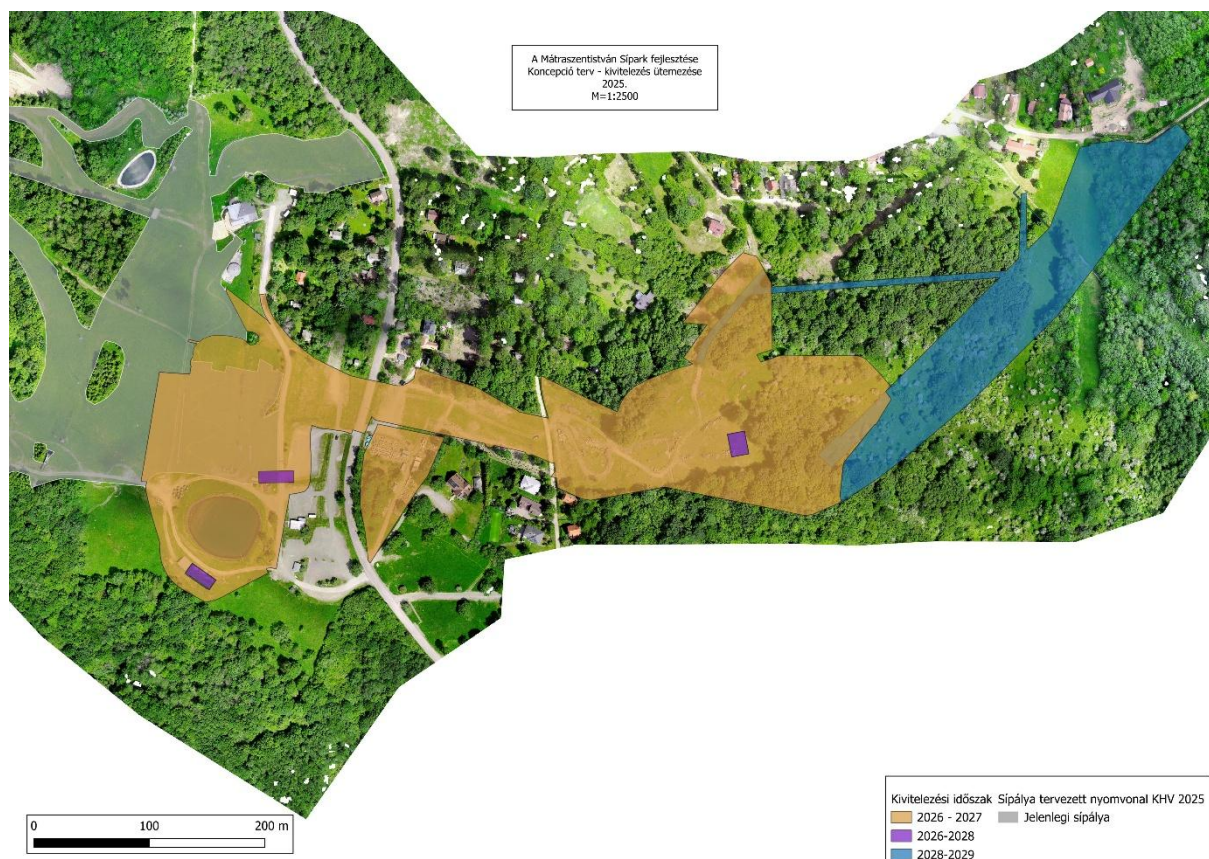 A Mátraszentistván Sípark fejlesztése
Koncepció terv - kivitelezés ütemezése
2025.
M=1:2500
0 100 200 m
Kivitelezési időszak Sípálya tervezett nyomvonal KHV 2025
2026 - 2027 Jelenlegi sípálya
2026-2028
2028-2029